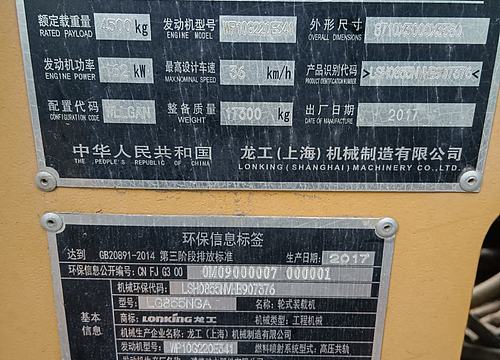 额定载重量 4500 kg 发动机型号 WP10G220E341 外形尺寸
RATED PAYLOAD ENGINE MODEL OVERALL DIMENSIONS
发动机功率 162 kW 最高设计车速 36 km/h 产品识别代码
ENGINE POWER MAX.NOMINAL SPEED PRODUCT IDENTIFICATION NUMBER
配置代码 整备质量 17300 kg 出厂日期 2017
CONFIGURATION CODE WEIGHT DATE OF MANUFACTURE
中华人民共和国 龙工(上海)机械制造有限公司
THE PEOPLE'S REPUBLIC OF CHINA LONKING (SHANGHAI) MACHINERY CO.,LTD.
环保信息标签
达到 GB20891-2014 第三阶段排放标准 生产日期: 2017
环保信息公开编号: CN FJ G3 00 0M09000007 000001
机械环保代码:
型号: 名称: 轮式装载机
基本信息
商标: LONKING 龙工 机械类型: 工程机械
机械生产企业名称: 龙工(上海)机械制造有限公司
发动机型号: WP10G220E341 燃料喷射系统型式: 高压共轨